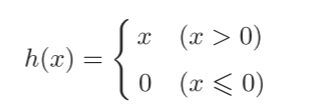 h(x) = { x (x > 0)
0 (x ⩽ 0)